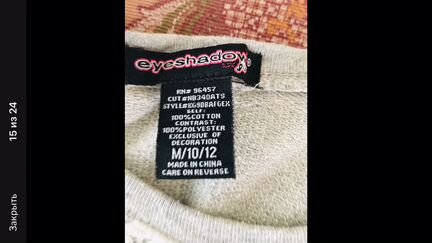 Закрыть
15 из 24
eyeshadow
RN# 96457
CUT#NB340ATS
SELF:
100%COTTON
CONTRAST:
100%POLYESTER
EXCLUSIVE OF
DECORATION
M/10/12
MADE IN CHINA
CARE ON REVERSE